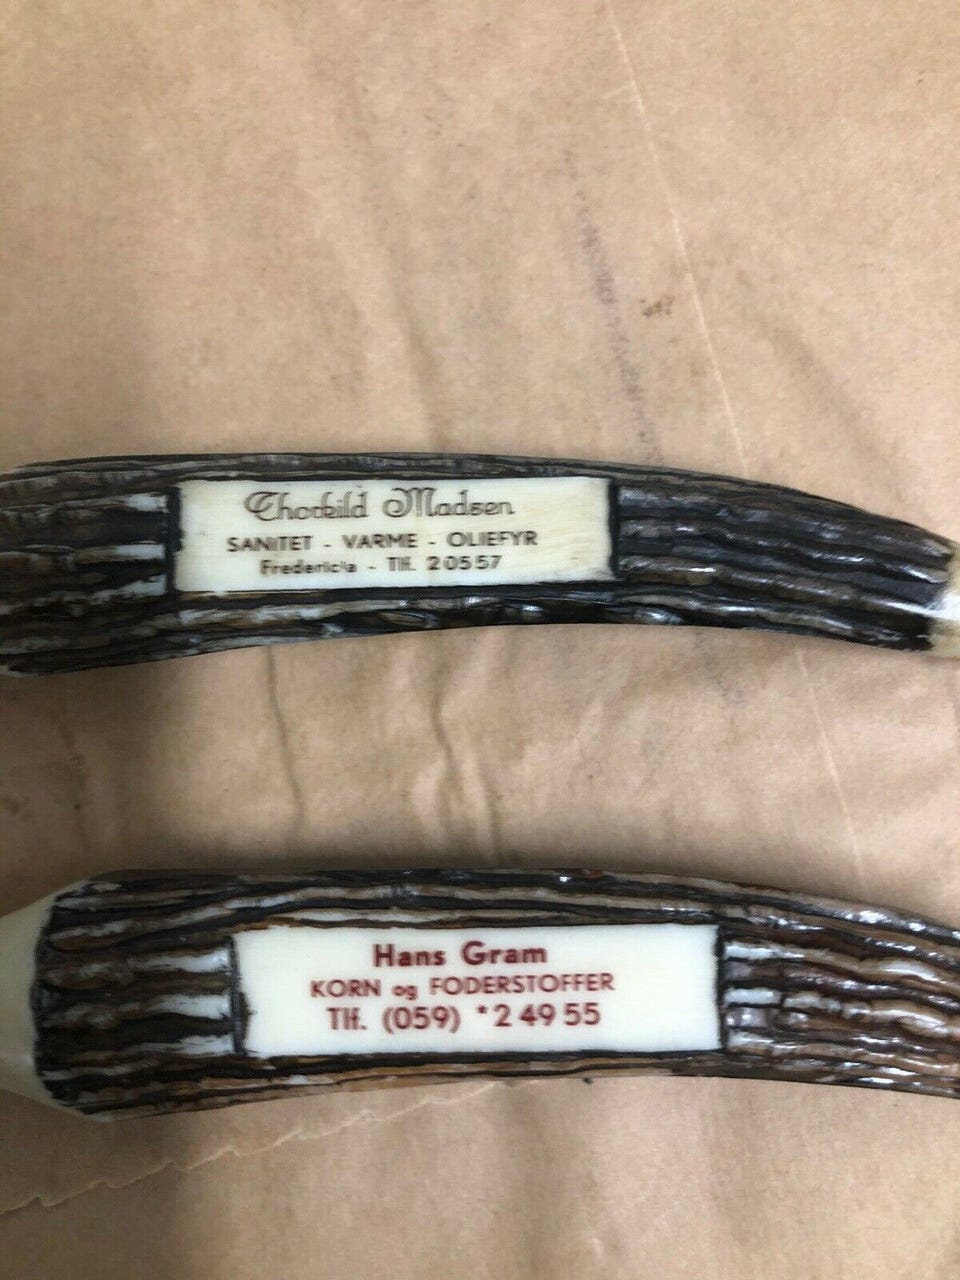 Thorkild Madsen
SANITET - VARME - OLIEFYR
Fredericia - Tlf. 20557
Hans Gram
KORN og FODERSTOFFER
Tlf. (059) *2 49 55